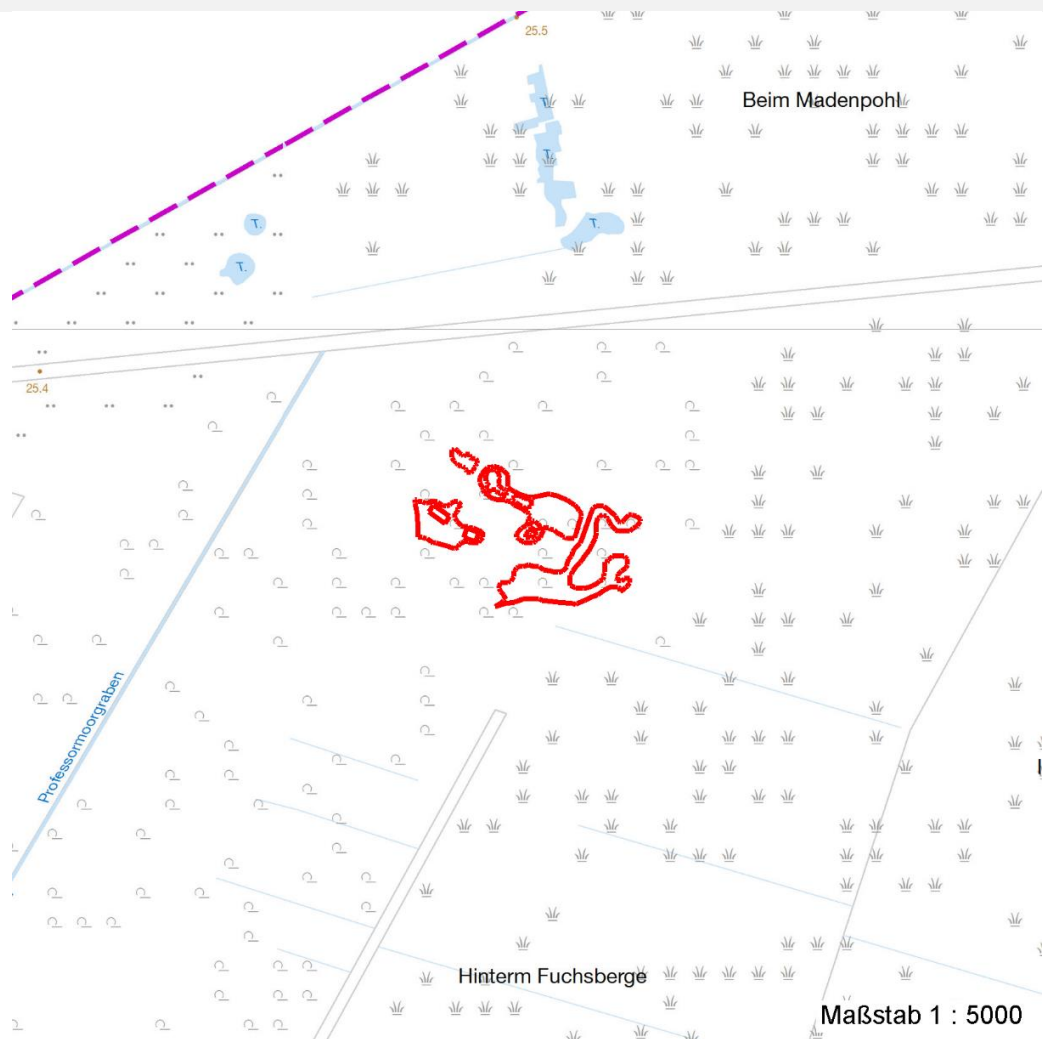 25.5
Beim Madenpohl
T.
T.
T.
T.
T.
25.4
Professormoorgraben
Hinterm Fuchsberge
Maßstab 1 : 5000